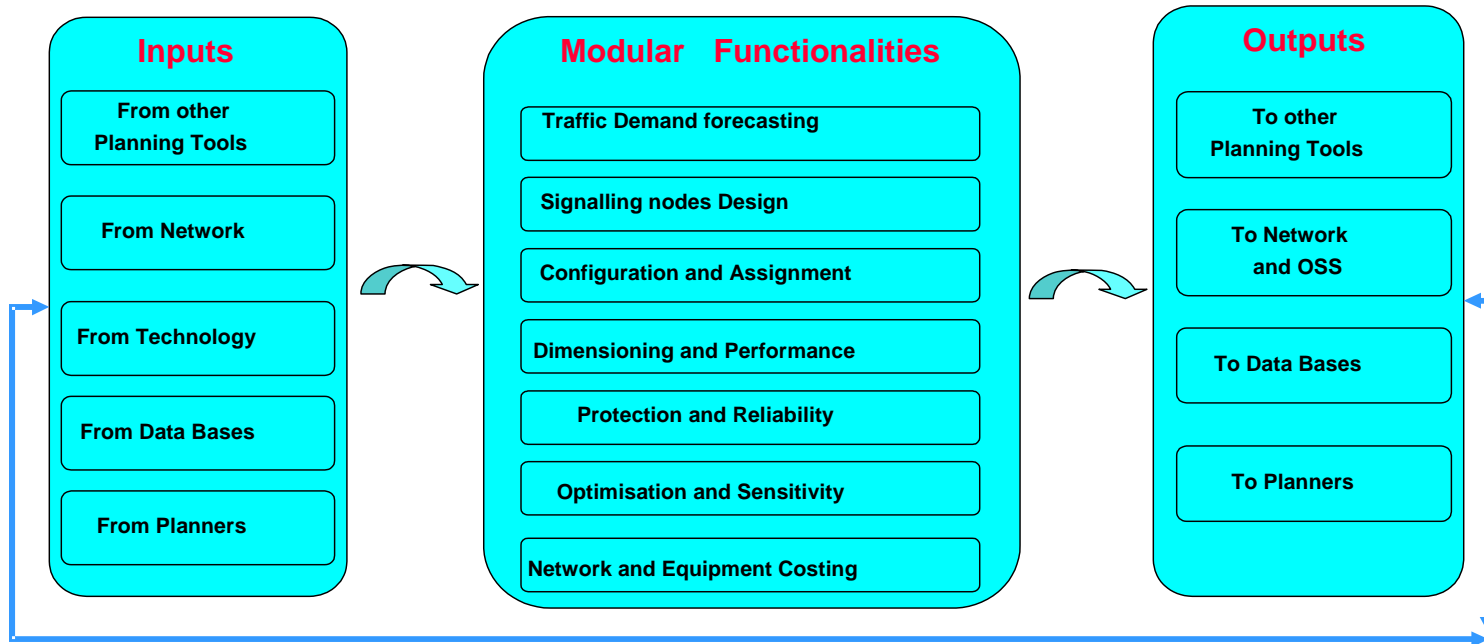 Inputs
From other
Planning Tools
From Network
From Technology
From Data Bases
From Planners
Modular Functionalities
Traffic Demand forecasting
Signalling nodes Design
Configuration and Assignment
Dimensioning and Performance
Protection and Reliability
Optimisation and Sensitivity
Network and Equipment Costing
Outputs
To other
Planning Tools
To Network
and OSS
To Data Bases
To Planners